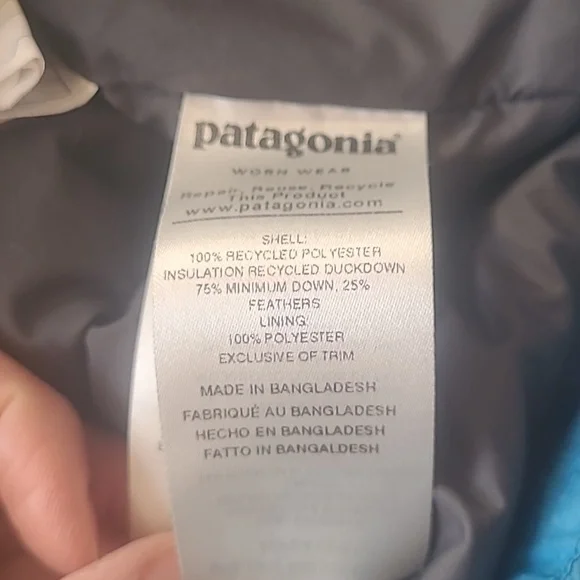 patagonia®
WORN WEAR
Repair, Reuse, Recycle
This Product
www.patagonia.com
SHELL:
100% RECYCLED POLYESTER
INSULATION RECYCLED DUCKDOWN
75% MINIMUM DOWN, 25%
FEATHERS
LINING:
100% POLYESTER
EXCLUSIVE OF TRIM
MADE IN BANGLADESH
FABRIQUÉ AU BANGLADESH
HECHO EN BANGLADESH
FATTO IN BANGALDESH